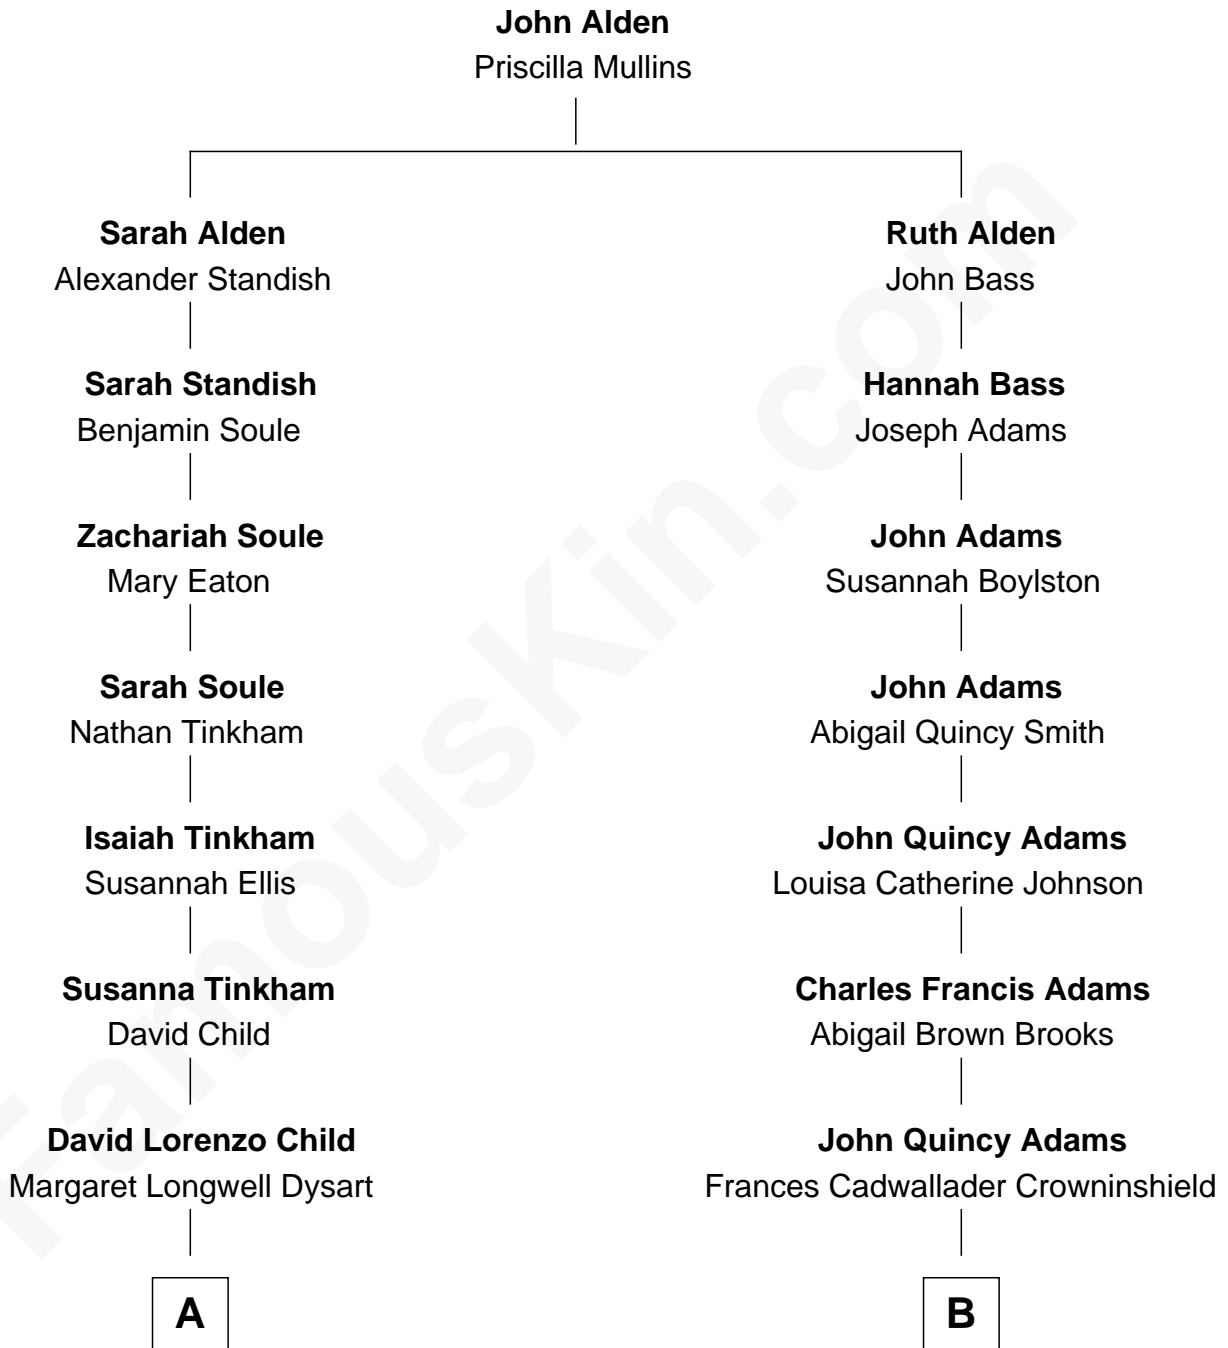 John Alden
Priscilla Mullins
Sarah Alden
Alexander Standish
Ruth Alden
John Bass
Sarah Standish
Benjamin Soule
Hannah Bass
Joseph Adams
Zachariah Soule
Mary Eaton
John Adams
Susannah Boylston
Sarah Soule
Nathan Tinkham
John Adams
Abigail Quincy Smith
Isaiah Tinkham
Susannah Ellis
John Quincy Adams
Louisa Catherine Johnson
Susanna Tinkham
David Child
Charles Francis Adams
Abigail Brown Brooks
David Lorenzo Child
Margaret Longwell Dysart
John Quincy Adams
Frances Cadwallader Crowninshield
A
B
FamousKin.com